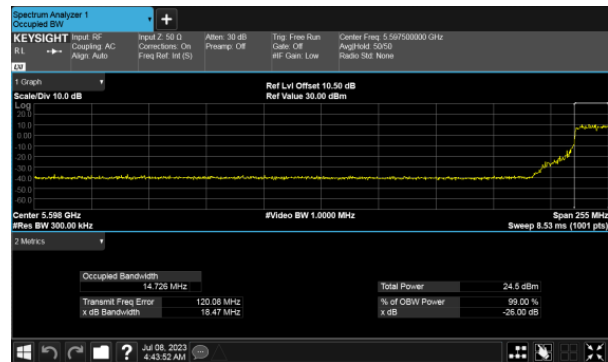 Spectrum Analyzer 1
Occupied BW
KEYSIGHT Input: RF Input Z: 50 Ω Atten: 30 dB Trig: Free Run Center Freq: 5.597500000 GHz
RL Coupling: AC Corrections: On Preamp: Off Gate: Off Avg|Hold: 50/50
Align: Auto Freq Ref: Int (S) #IF Gain: Low Radio Std: None
LXI
1 Graph Ref Lvl Offset 10.50 dB
Scale/Div 10.0 dB Ref Value 30.00 dBm
Log
20.0
10.0
0.00
-10.0
-20.0
-30.0
-40.0
-50.0
-60.0
Center 5.598 GHz #Video BW 1.0000 MHz Span 255 MHz
#Res BW 300.00 kHz Sweep 8.53 ms (1001 pts)
2 Metrics
Occupied Bandwidth
14.726 MHz Total Power 24.5 dBm
Transmit Freq Error 120.08 MHz % of OBW Power 99.00 %
x dB Bandwidth 18.47 MHz x dB -26.00 dB
Jul 08, 2023
4:43:52 AM